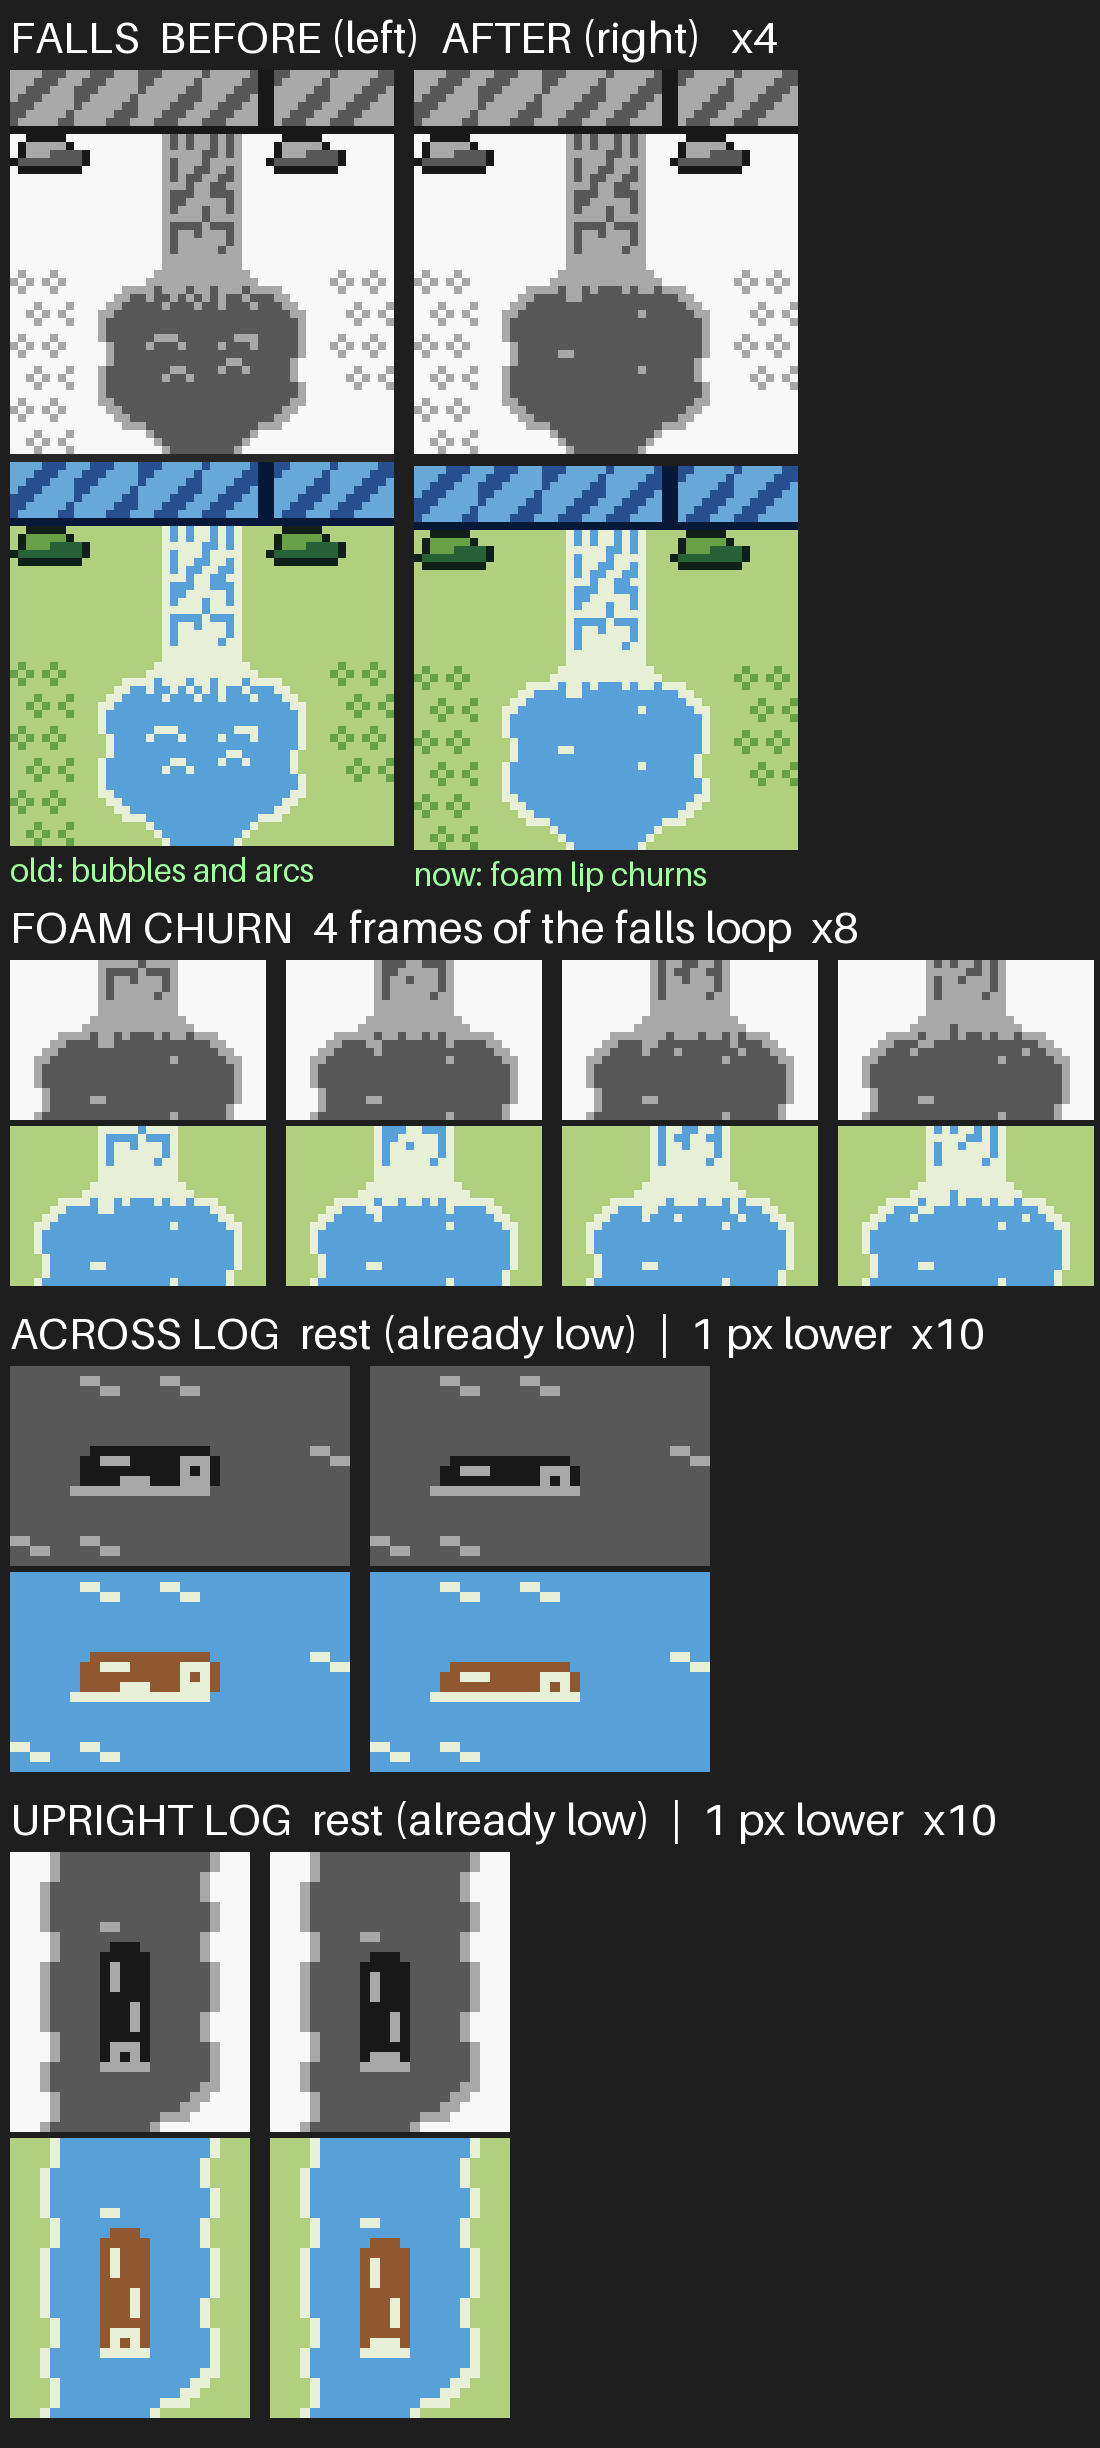 FALLS  BEFORE (left)  AFTER (right)   x4
old: bubbles and arcs
now: foam lip churns
FOAM CHURN  4 frames of the falls loop  x8
ACROSS LOG  rest (already low)  |  1 px lower  x10
UPRIGHT LOG  rest (already low)  |  1 px lower  x10